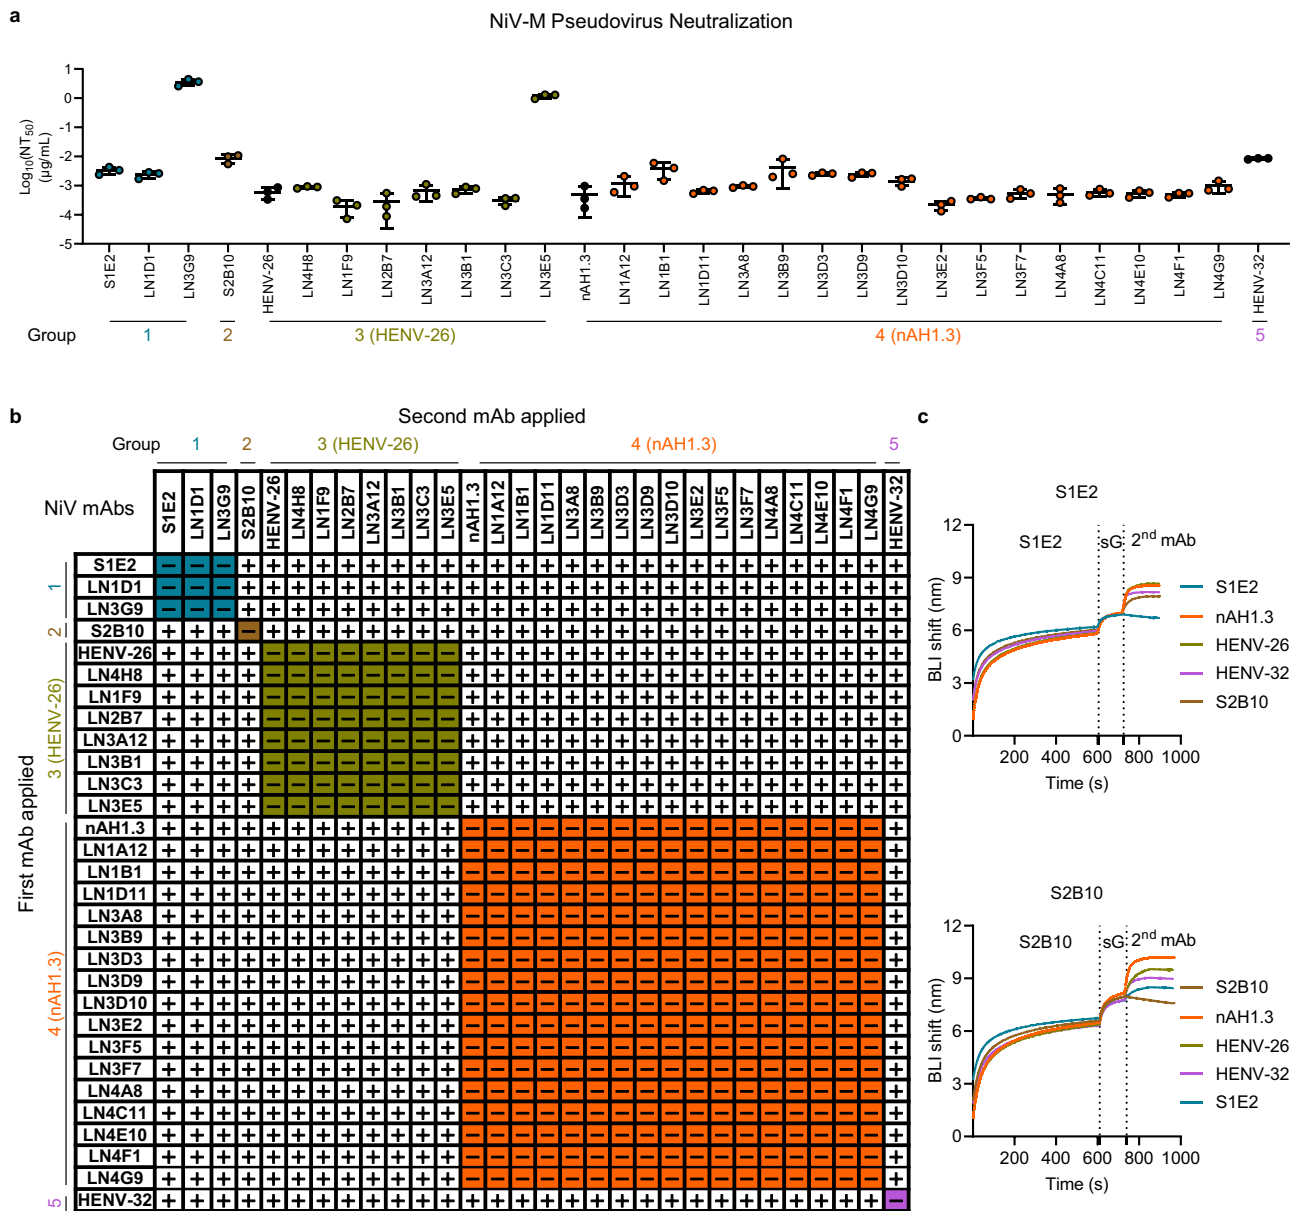 a
NiV-M Pseudovirus Neutralization
Log10(NT50)
(µg/mL)
1
0
-1
-2
-3
-4
-5
S1E2 LN1D1 LN3G9 S2B10 HENV-26 LN4H8 LN1F9 LN2B7 LN3A12 LN3B1 LN3C3 LN3E5 nAH1.3 LN1A12 LN1B1 LN1D11 LN3A8 LN3B9 LN3D3 LN3D9 LN3D10 LN3E2 LN3F5 LN3F7 LN4A8 LN4C11 LN4E10 LN4F1 LN4G9 HENV-32
Group 1 2 3 (HENV-26) 4 (nAH1.3) 5
b
Second mAb applied
Group 1 2 3 (HENV-26) 4 (nAH1.3) 5
NiV mAbs S1E2 LN1D1 LN3G9 S2B10 HENV-26 LN4H8 LN1F9 LN2B7 LN3A12 LN3B1 LN3C3 LN3E5 nAH1.3 LN1A12 LN1B1 LN1D11 LN3A8 LN3B9 LN3D3 LN3D9 LN3D10 LN3E2 LN3F5 LN3F7 LN4A8 LN4C11 LN4E10 LN4F1 LN4G9 HENV-32
First mAb applied
1
2
3 (HENV-26)
4 (nAH1.3)
5
S1E2 − − − + + + + + + + + + + + + + + + + + + + + + + + + + + +
LN1D1 − − − + + + + + + + + + + + + + + + + + + + + + + + + + + +
LN3G9 − − − + + + + + + + + + + + + + + + + + + + + + + + + + + +
S2B10 + + + − + + + + + + + + + + + + + + + + + + + + + + + + + +
HENV-26 + + + + − − − − − − − − + + + + + + + + + + + + + + + + + +
LN4H8 + + + + − − − − − − − − + + + + + + + + + + + + + + + + + +
LN1F9 + + + + − − − − − − − − + + + + + + + + + + + + + + + + + +
LN2B7 + + + + − − − − − − − − + + + + + + + + + + + + + + + + + +
LN3A12 + + + + − − − − − − − − + + + + + + + + + + + + + + + + + +
LN3B1 + + + + − − − − − − − − + + + + + + + + + + + + + + + + + +
LN3C3 + + + + − − − − − − − − + + + + + + + + + + + + + + + + + +
LN3E5 + + + + − − − − − − − − + + + + + + + + + + + + + + + + + +
nAH1.3 + + + + + + + + + + + + − − − − − − − − − − − − − − − − − +
LN1A12 + + + + + + + + + + + + − − − − − − − − − − − − − − − − − +
LN1B1 + + + + + + + + + + + + − − − − − − − − − − − − − − − − − +
LN1D11 + + + + + + + + + + + + − − − − − − − − − − − − − − − − − +
LN3A8 + + + + + + + + + + + + − − − − − − − − − − − − − − − − − +
LN3B9 + + + + + + + + + + + + − − − − − − − − − − − − − − − − − +
LN3D3 + + + + + + + + + + + + − − − − − − − − − − − − − − − − − +
LN3D9 + + + + + + + + + + + + − − − − − − − − − − − − − − − − − +
LN3D10 + + + + + + + + + + + + − − − − − − − − − − − − − − − − − +
LN3E2 + + + + + + + + + + + + − − − − − − − − − − − − − − − − − +
LN3F5 + + + + + + + + + + + + − − − − − − − − − − − − − − − − − +
LN3F7 + + + + + + + + + + + + − − − − − − − − − − − − − − − − − +
LN4A8 + + + + + + + + + + + + − − − − − − − − − − − − − − − − − +
LN4C11 + + + + + + + + + + + + − − − − − − − − − − − − − − − − − +
LN4E10 + + + + + + + + + + + + − − − − − − − − − − − − − − − − − +
LN4F1 + + + + + + + + + + + + − − − − − − − − − − − − − − − − − +
LN4G9 + + + + + + + + + + + + − − − − − − − − − − − − − − − − − +
HENV-32 + + + + + + + + + + + + + + + + + + + + + + + + + + + + + −
c
S1E2
S1E2 sG 2nd mAb
BLI shift (nm)
12
9
6
3
0
200 400 600 800 1000
Time (s)
S1E2
nAH1.3
HENV-26
HENV-32
S2B10
S2B10
S2B10 sG 2nd mAb
BLI shift (nm)
12
9
6
3
0
200 400 600 800 1000
Time (s)
S2B10
nAH1.3
HENV-26
HENV-32
S1E2